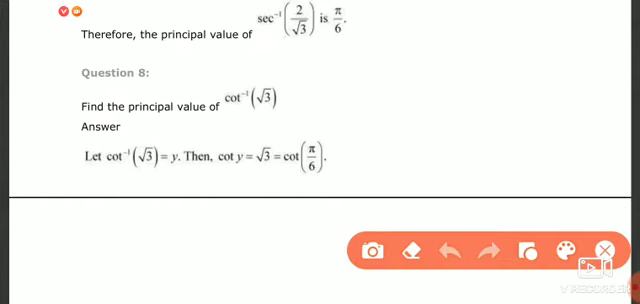 Therefore, the principal value of sec⁻¹(2/√3) is π/6.
Question 8:
Find the principal value of cot⁻¹(√3)
Answer
Let cot⁻¹(√3) = y. Then, cot y = √3 = cot(π/6).
V RECORDER